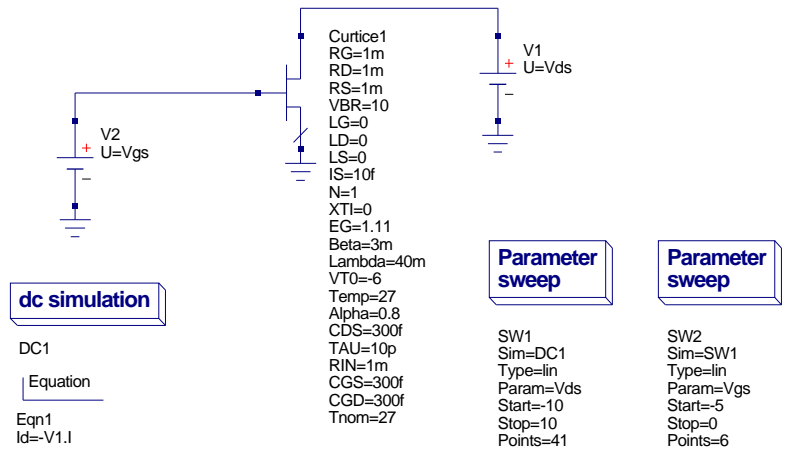 Curtice1
RG=1m
RD=1m
RS=1m
VBR=10
LG=0
LD=0
LS=0
IS=10f
N=1
XTI=0
EG=1.11
Beta=3m
Lambda=40m
VT0=-6
Temp=27
Alpha=0.8
CDS=300f
TAU=10p
RIN=1m
CGS=300f
CGD=300f
Tnom=27
V1
U=Vds
V2
U=Vgs
dc simulation
DC1
Equation
Eqn1
Id=-V1.I
Parameter
sweep
SW1
Sim=DC1
Type=lin
Param=Vds
Start=-10
Stop=10
Points=41
Parameter
sweep
SW2
Sim=SW1
Type=lin
Param=Vgs
Start=-5
Stop=0
Points=6